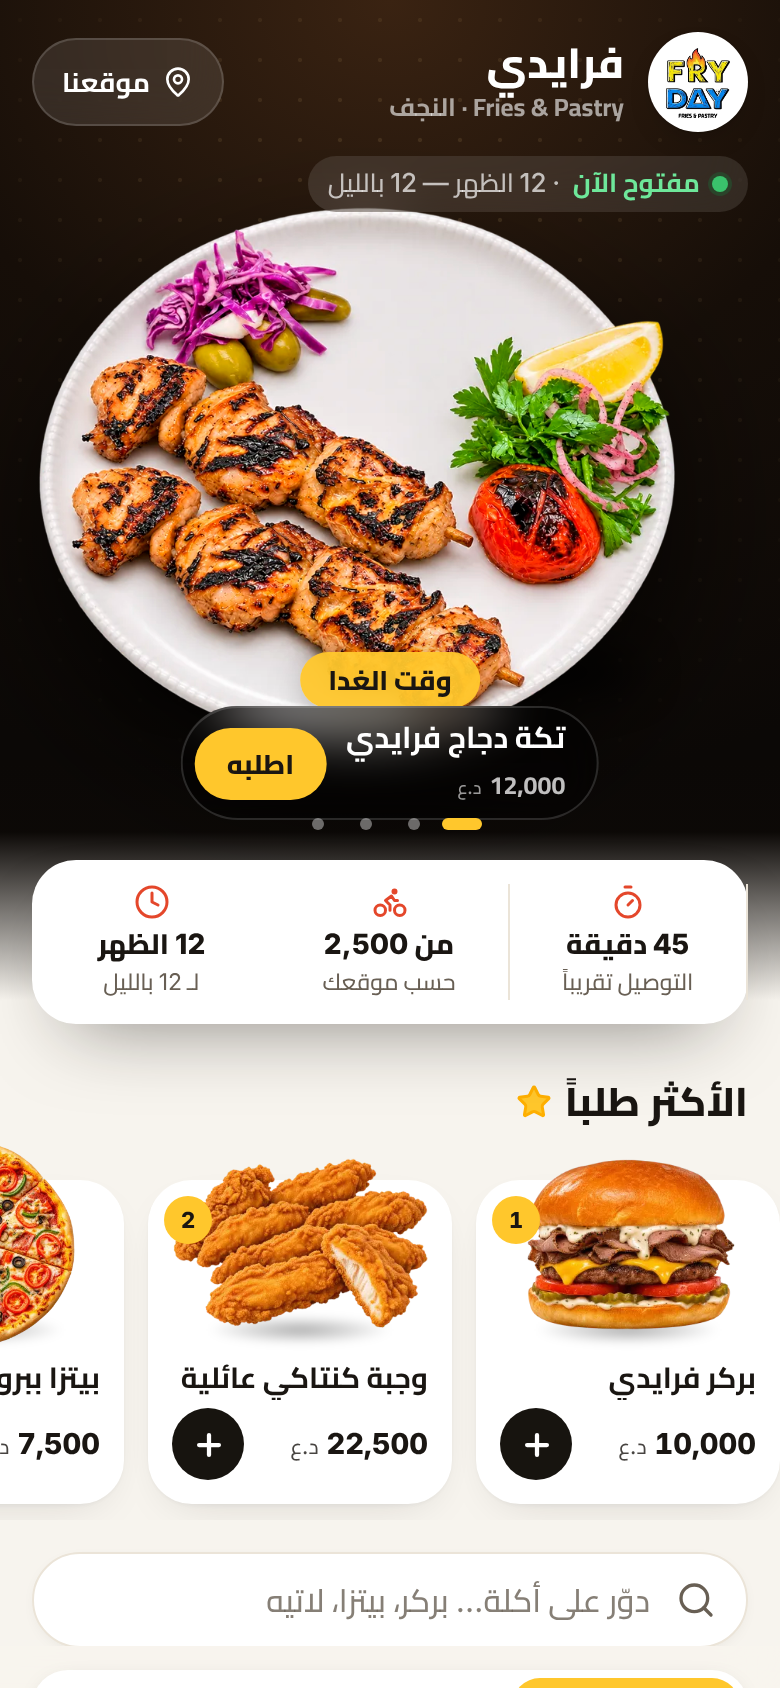 فرايدي
Fries & Pastry · النجف
FRY
DAY
FRIES & PASTRY
موقعنا
مفتوح الآن · 12 الظهر — 12 بالليل
وقت الغدا
تكة دجاج فرايدي
12,000 د.ع
اطلبه
45 دقيقة
التوصيل تقريباً
من 2,500
حسب موقعك
12 الظهر
لـ 12 بالليل
الأكثر طلباً
1
بركر فرايدي
10,000 د.ع
2
وجبة كنتاكي عائلية
22,500 د.ع
بيتزا ببرو
7,500 د
دوّر على أكلة... بركر، بيتزا، لاتيه